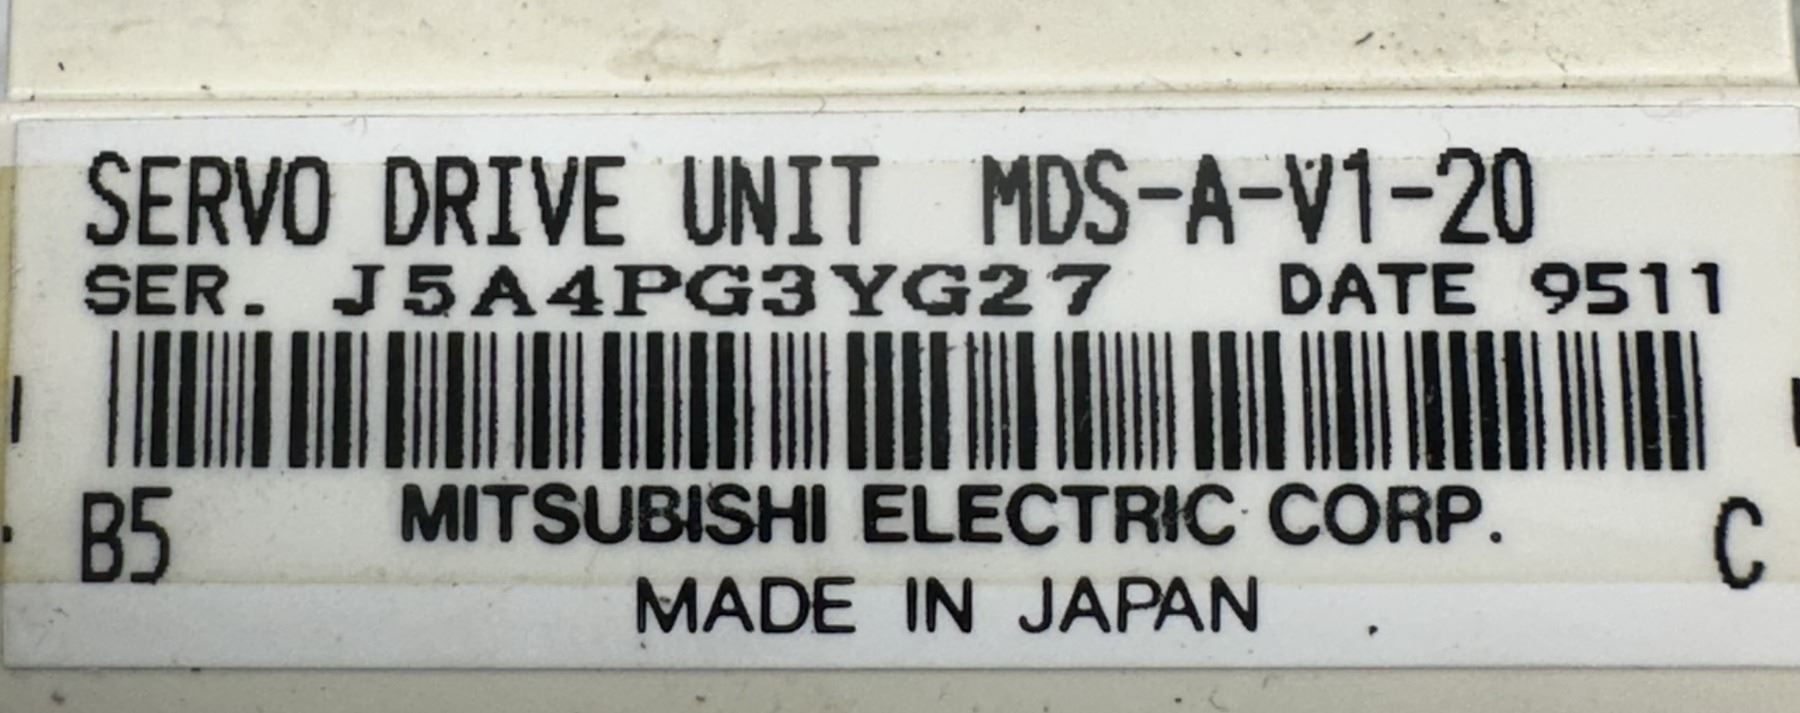 SERVO DRIVE UNIT MDS-A-V1-20
SER. J5A4PG3YG27 DATE 9511
B5 MITSUBISHI ELECTRIC CORP. C
MADE IN JAPAN